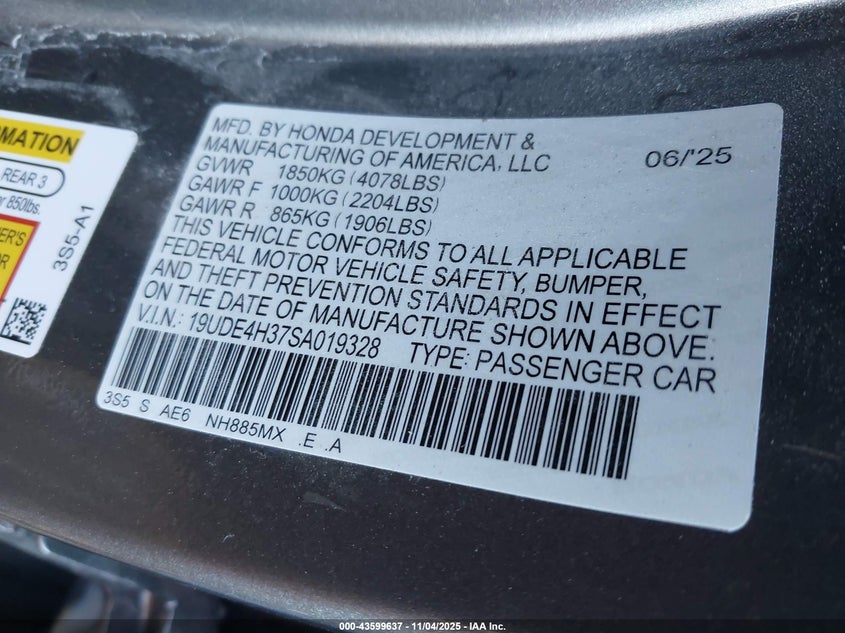 MATION
REAR 3
r 850lbs.
ER'S
OR
3S5-A1
MFD. BY HONDA DEVELOPMENT &
MANUFACTURING OF AMERICA, LLC 06/'25
GVWR 1850KG (4078LBS)
GAWR F 1000KG (2204LBS)
GAWR R 865KG (1906LBS)
THIS VEHICLE CONFORMS TO ALL APPLICABLE
FEDERAL MOTOR VEHICLE SAFETY, BUMPER,
AND THEFT PREVENTION STANDARDS IN EFFECT
ON THE DATE OF MANUFACTURE SHOWN ABOVE.
V.I.N.: 19UDE4H37SA019328 TYPE: PASSENGER CAR
3S5 S AE6 NH885MX .E .A
000-43599637 - 11/04/2025 - IAA Inc.